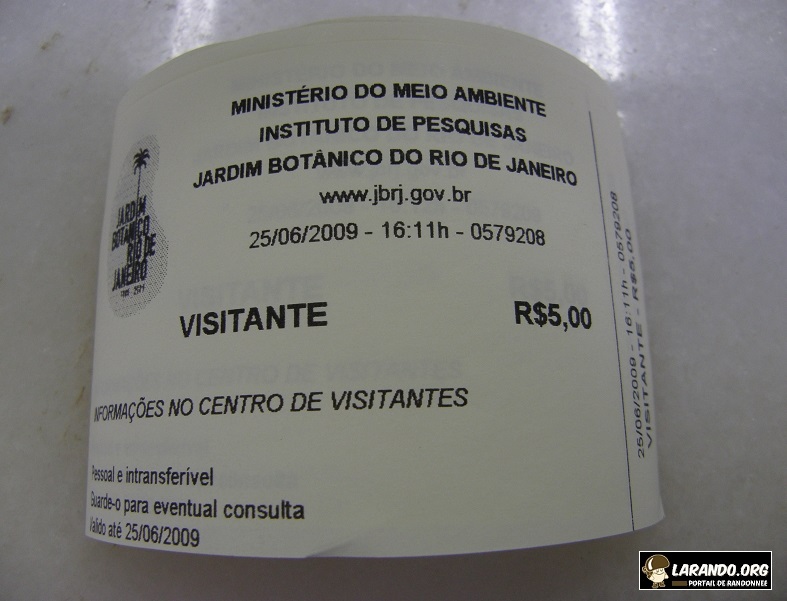 MINISTÉRIO DO MEIO AMBIENTE
INSTITUTO DE PESQUISAS
JARDIM BOTÂNICO DO RIO DE JANEIRO
www.jbrj.gov.br
25/06/2009 - 16:11h - 0579208
JARDIM
BOTANICO
RIO DE
JANEIRO
VISITANTE R$5,00
INFORMAÇÕES NO CENTRO DE VISITANTES
Pessoal e intransferível
Guarde-o para eventual consulta
Valido até 25/06/2009
25/06/2009 - 16:11h - 0579208
VISITANTE - R$5,00
LARANDO.ORG
PORTAIL DE RANDONNEE